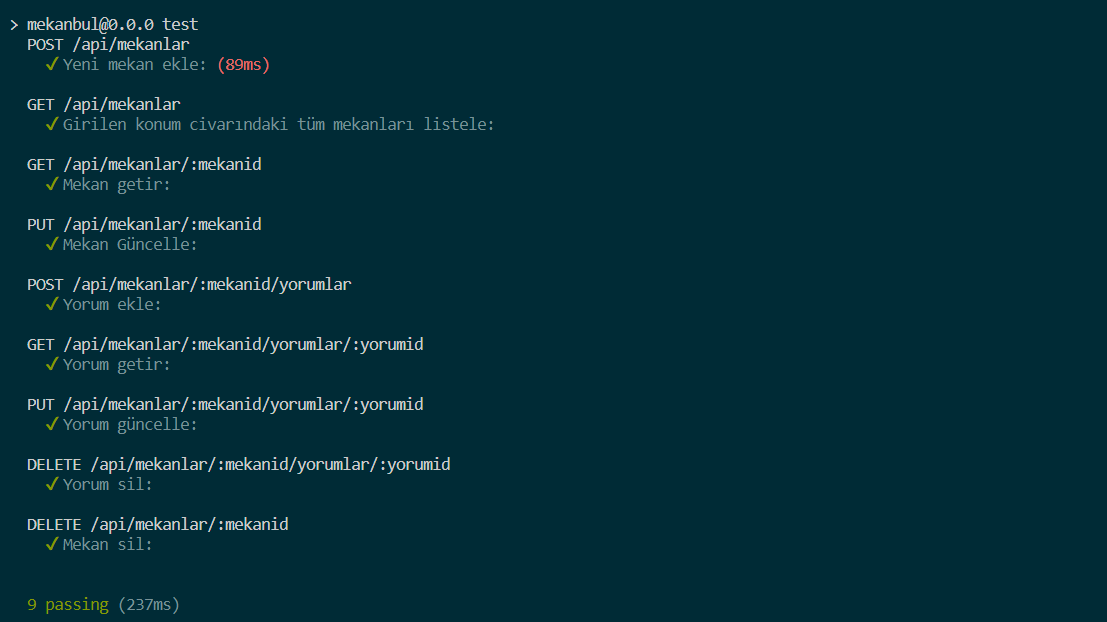 > mekanbul@0.0.0 test
POST /api/mekanlar
✓ Yeni mekan ekle: (89ms)
GET /api/mekanlar
✓ Girilen konum civarındaki tüm mekanları listele:
GET /api/mekanlar/:mekanid
✓ Mekan getir:
PUT /api/mekanlar/:mekanid
✓ Mekan Güncelle:
POST /api/mekanlar/:mekanid/yorumlar
✓ Yorum ekle:
GET /api/mekanlar/:mekanid/yorumlar/:yorumid
✓ Yorum getir:
PUT /api/mekanlar/:mekanid/yorumlar/:yorumid
✓ Yorum güncelle:
DELETE /api/mekanlar/:mekanid/yorumlar/:yorumid
✓ Yorum sil:
DELETE /api/mekanlar/:mekanid
✓ Mekan sil:
9 passing (237ms)